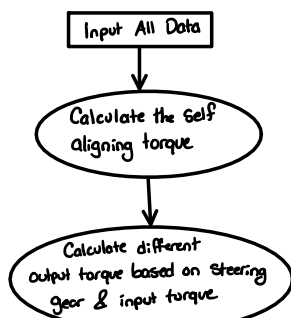 Input All Data
Calculate the self
aligning torque
Calculate different
output torque based on steering
gear & input torque